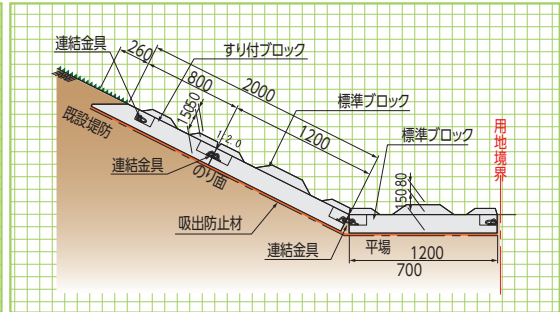 連結金具
260
すり付ブロック
800
2000
標準ブロック
1200
標準ブロック
既設堤防
15050
1:2.0
用地境界
連結金具
のり面
15080
吸出防止材
連結金具
平場
1200
700